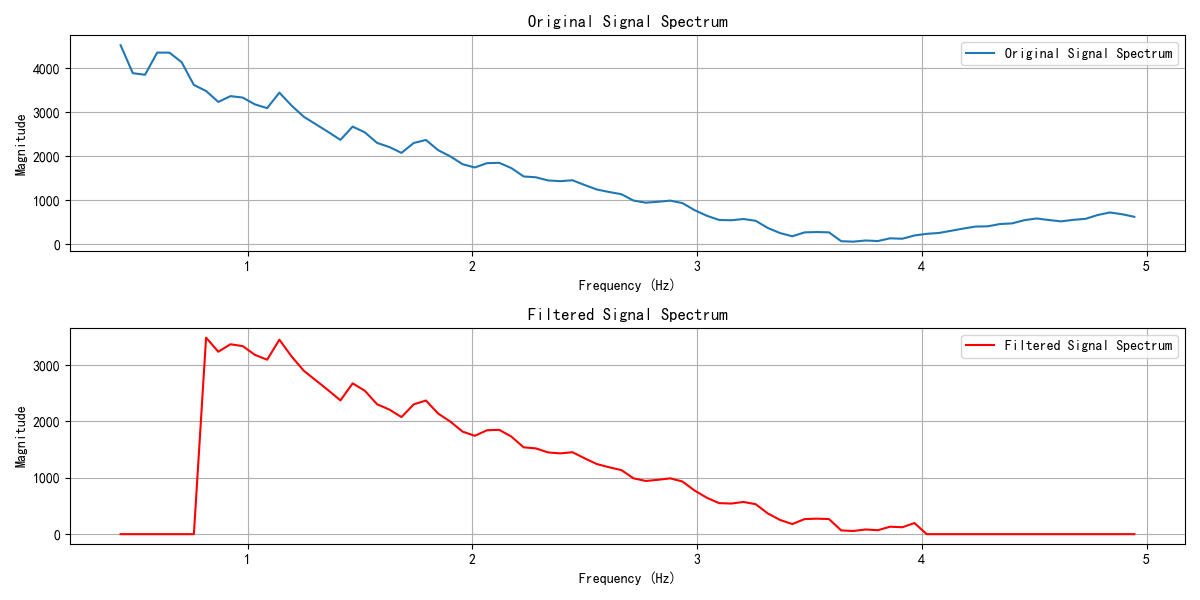 Original Signal Spectrum
Original Signal Spectrum
Magnitude
4000
3000
2000
1000
0
1
2
3
4
5
Frequency (Hz)
Filtered Signal Spectrum
Filtered Signal Spectrum
Magnitude
3000
2000
1000
0
1
2
3
4
5
Frequency (Hz)